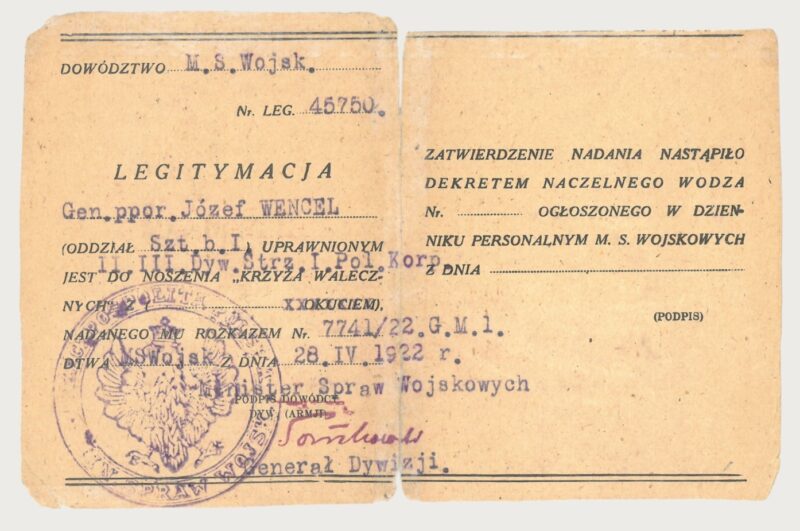 DOWÓDZTWO M.S.Wojsk.
Nr. LEG. 45750.
LEGITYMACJA
Gen.ppor.Józef WENCEL
(ODDZIAŁ Szt.b.I) UPRAWNIONYM
II III.Dyw.Strz.I.Pol.Korp.
JEST DO NOSZENIA „KRZYŻA WALECZ-
NYCH" Z ( OKUCIEM),
NADANEGO MU ROZKAZEM Nr. 7741/22.G.M.1.
DTWA MSWojsk Z DNIA 28.IV.1922 r.
Minister Spraw Wojskowych
PODPIS DOWÓDCY
DYW. (ARMJI)
Generał Dywizji.
SPRAW WOJSK
ZATWIERDZENIE NADANIA NASTĄPIŁO
DEKRETEM NACZELNEGO WODZA
Nr. OGŁOSZONEGO W DZIEN-
NIKU PERSONALNYM M. S. WOJSKOWYCH
Z DNIA
(PODPIS)